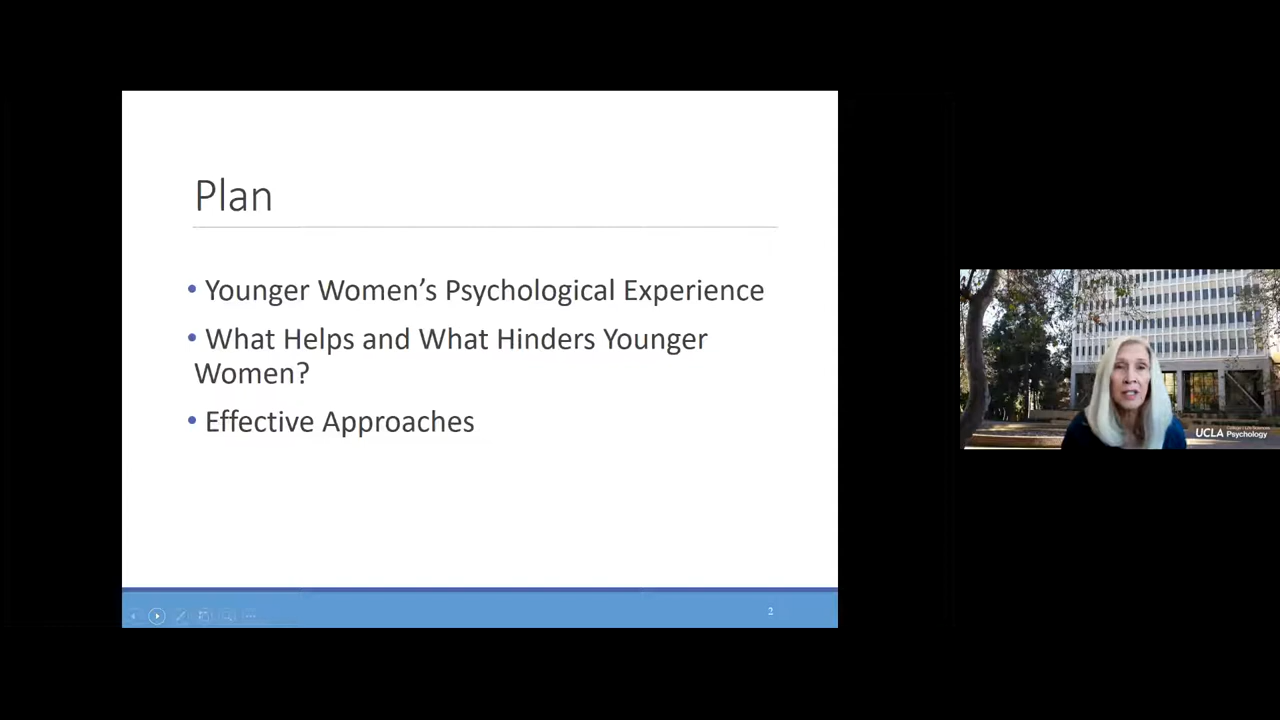 Plan
• Younger Women’s Psychological Experience
• What Helps and What Hinders Younger
Women?
• Effective Approaches
2
UCLA
Psychology